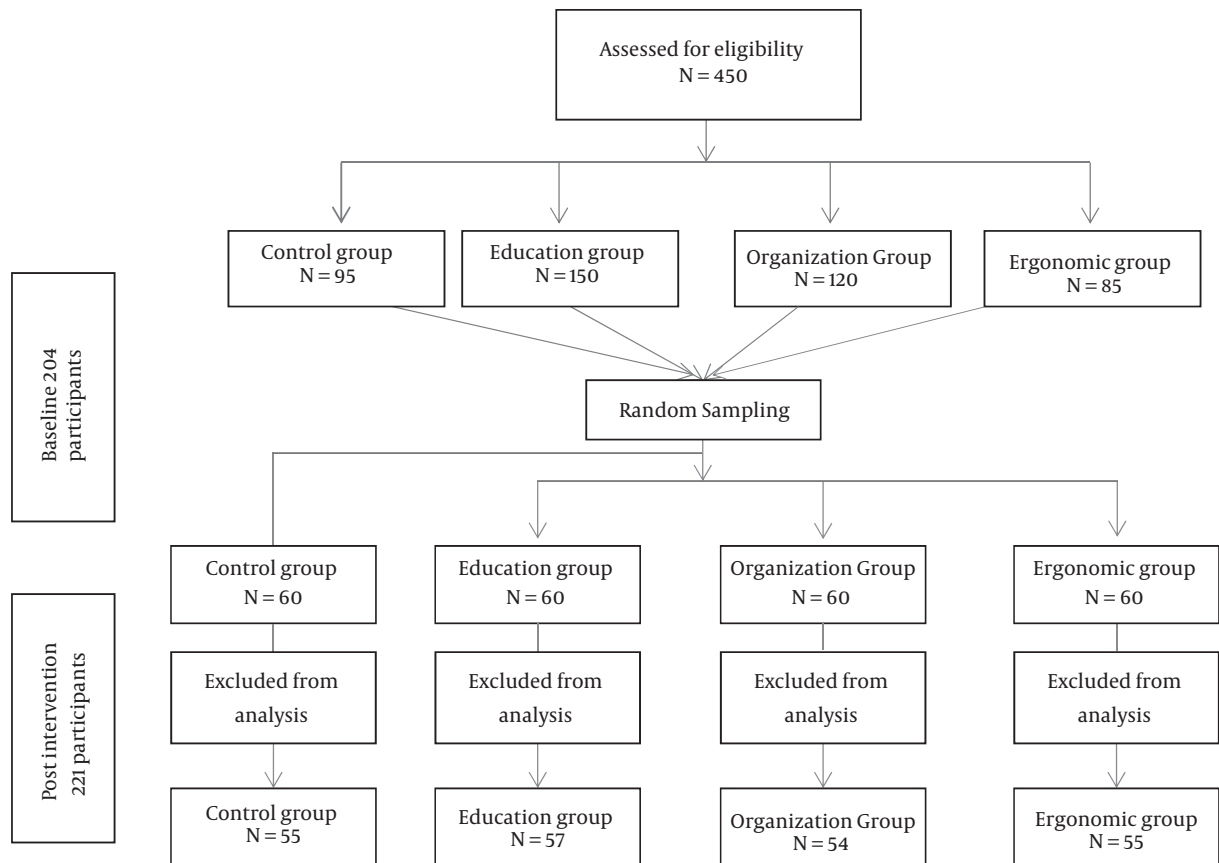 Assessed for eligibility
N = 450
Control group
N = 95
Education group
N = 150
Organization Group
N = 120
Ergonomic group
N = 85
Baseline 204
participants
Random Sampling
Control group
N = 60
Education group
N = 60
Organization Group
N = 60
Ergonomic group
N = 60
Post intervention
221 participants
Excluded from
analysis
Excluded from
analysis
Excluded from
analysis
Excluded from
analysis
Control group
N = 55
Education group
N = 57
Organization Group
N = 54
Ergonomic group
N = 55